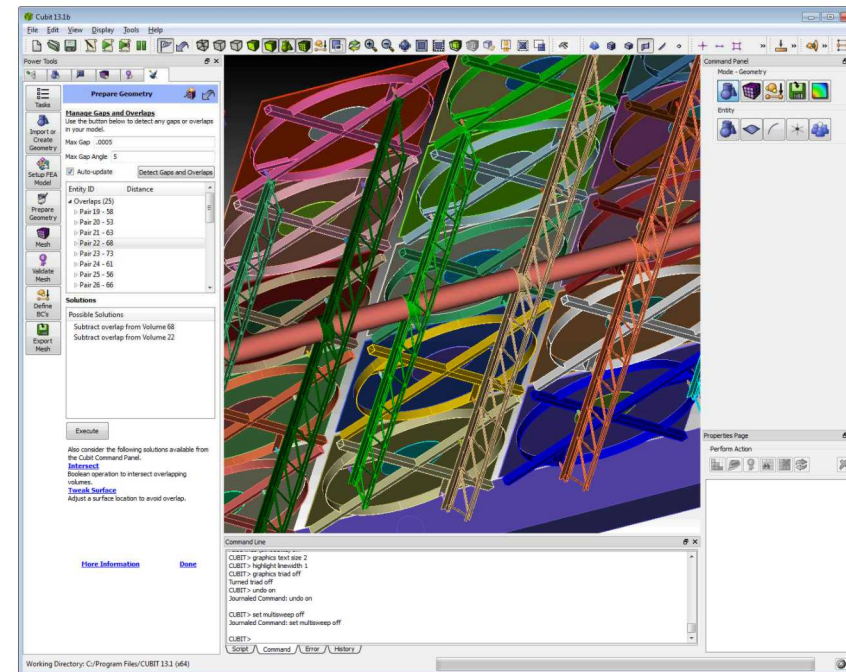 Cubit 13.1b
File Edit View Display Tools Help
Power Tools
Tasks
Import or
Create
Geometry
Setup FEA
Model
Prepare
Geometry
Mesh
Validate
Mesh
Define
BC's
Export
Mesh
Prepare Geometry
Manage Gaps and Overlaps
Use the button below to detect any gaps or overlaps
in your model.
Max Gap .0005
Max Gap Angle 5
Auto-update Detect Gaps and Overlaps
Entity ID Distance
Overlaps (25)
Pair 19 - 58
Pair 20 - 53
Pair 21 - 63
Pair 22 - 68
Pair 23 - 73
Pair 24 - 61
Pair 25 - 56
Pair 26 - 66
Solutions
Possible Solutions
Subtract overlap from Volume 68
Subtract overlap from Volume 22
Execute
Also consider the following solutions available from
the Cubit Command Panel.
Intersect
Boolean operation to intersect overlapping
volumes.
Tweak Surface
Adjust a surface location to avoid overlap.
More Information Done
Command Panel
Mode - Geometry
Entity
Properties Page
Perform Action
Command Line
CUBIT> graphics text size 2
CUBIT> highlight linewidth 1
CUBIT> graphics triad off
Turned triad off
CUBIT> undo on
Journaled Command: undo on
CUBIT> set multisweep off
Journaled Command: set multisweep off
CUBIT>
Script Command Error History
Working Directory: C:/Program Files/CUBIT 13.1 (x64)